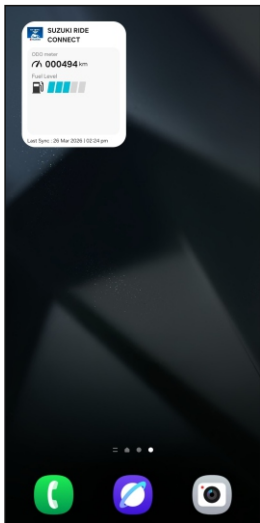 SUZUKI RIDE
CONNECT
ODO meter
000494 km
Fuel Level
Last Sync : 26 Mar 2026 | 02:24 pm